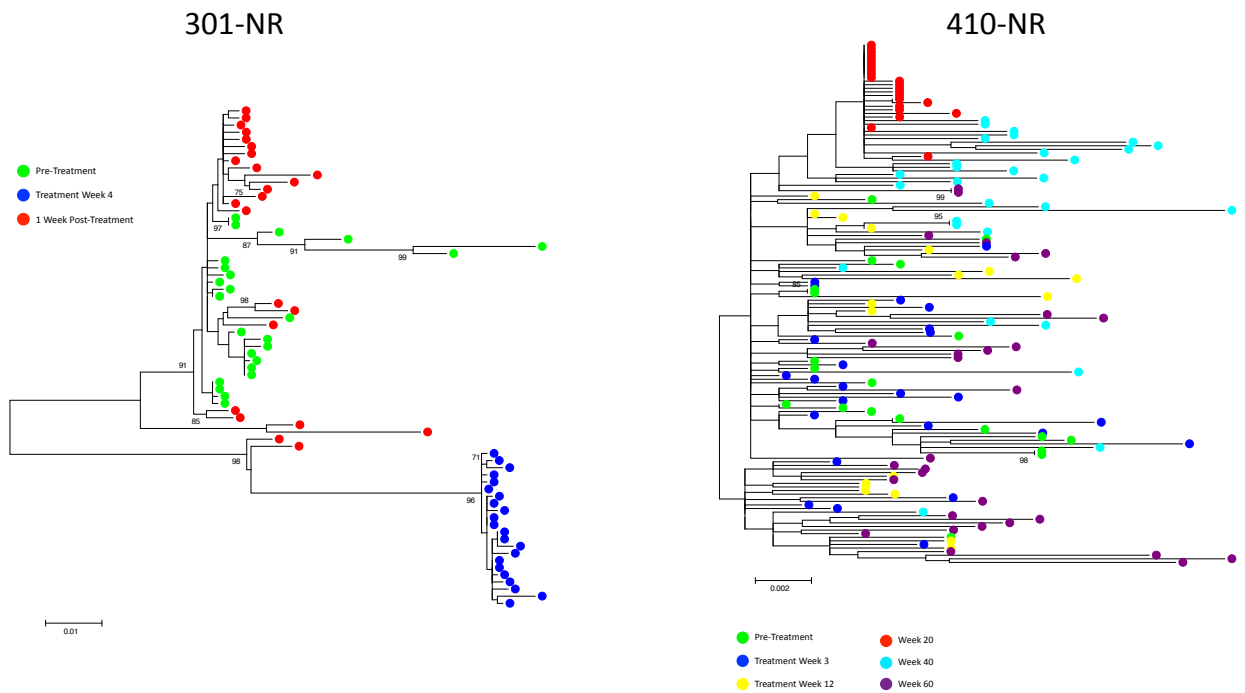 301-NR
410-NR
Pre-Treatment
Treatment Week 4
1 Week Post-Treatment
75
97
87
91
99
98
91
85
98
71
96
0.01
99
95
85
98
0.002
Pre-Treatment
Treatment Week 3
Treatment Week 12
Week 20
Week 40
Week 60